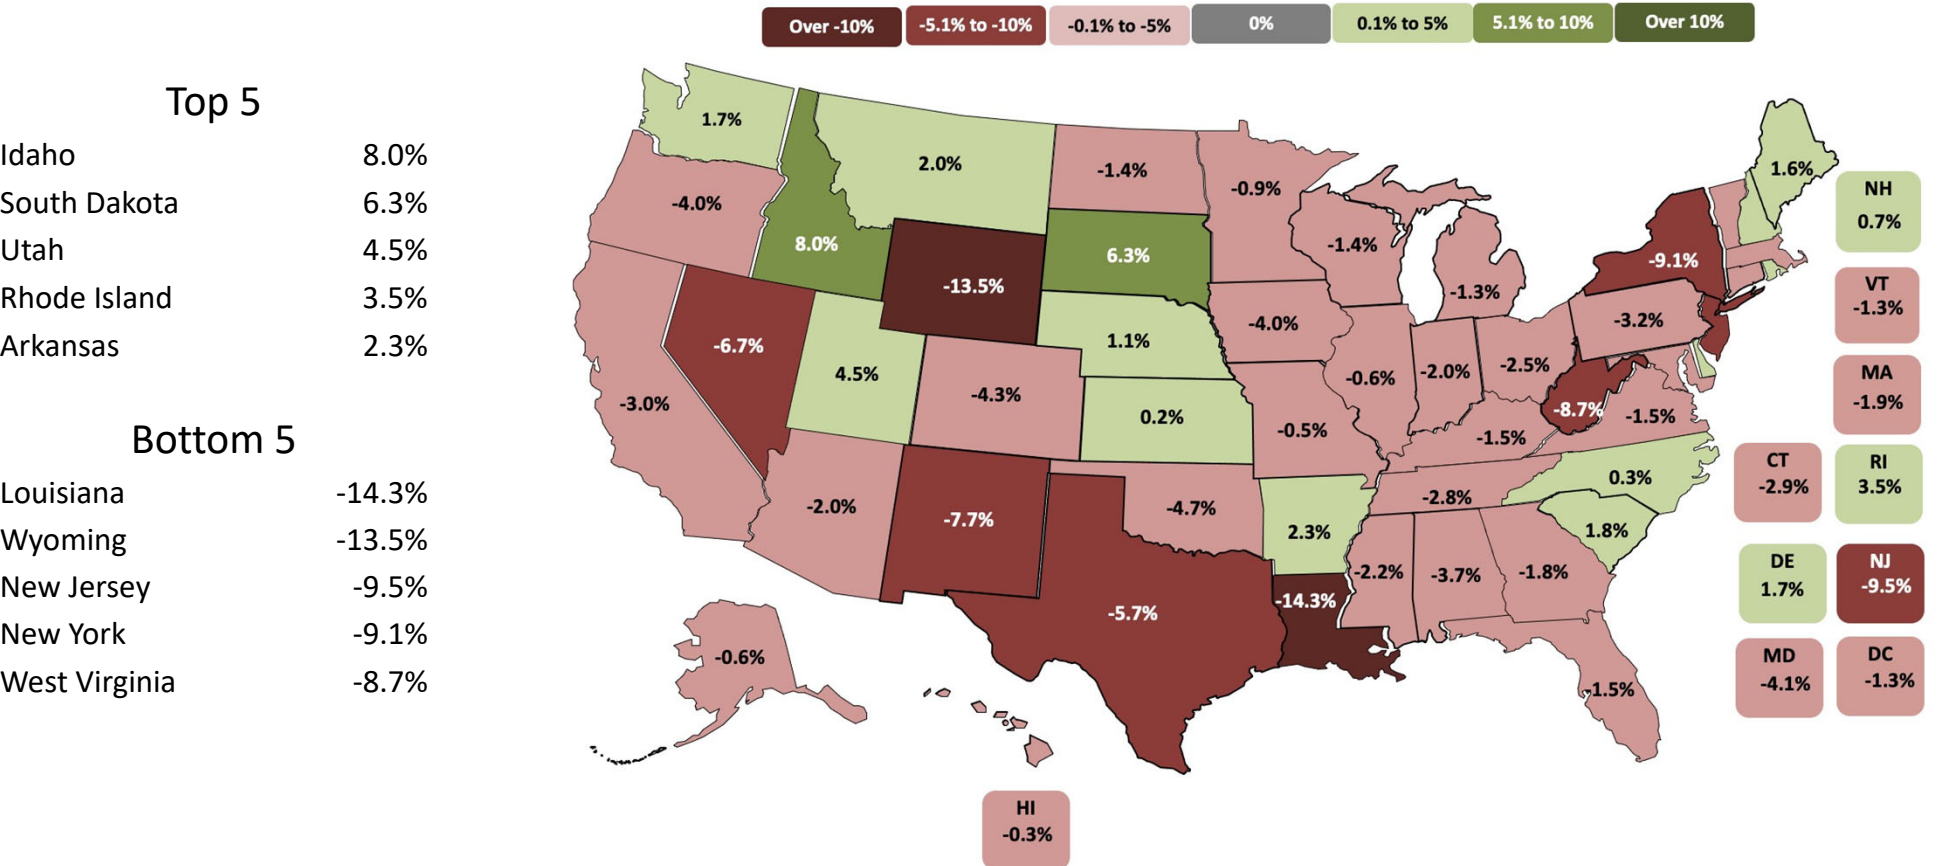 Over -10% -5.1% to -10% -0.1% to -5% 0% 0.1% to 5% 5.1% to 10% Over 10%
Top 5
Idaho 8.0%
South Dakota 6.3%
Utah 4.5%
Rhode Island 3.5%
Arkansas 2.3%
Bottom 5
Louisiana -14.3%
Wyoming -13.5%
New Jersey -9.5%
New York -9.1%
West Virginia -8.7%
1.7%
2.0%
-1.4%
-0.9%
1.6%
-4.0%
8.0%
-13.5%
6.3%
-1.4%
-1.3%
-9.1%
-6.7%
4.5%
1.1%
-4.0%
-3.2%
-3.0%
-4.3%
0.2%
-0.6%
-2.0%
-2.5%
-8.7%
-1.5%
-0.5%
-1.5%
-2.0%
-7.7%
-4.7%
2.3%
-2.8%
0.3%
1.8%
-5.7%
-14.3%
-2.2%
-3.7%
-1.8%
-0.6%
-1.5%
NH
0.7%
VT
-1.3%
MA
-1.9%
CT
-2.9%
RI
3.5%
DE
1.7%
NJ
-9.5%
MD
-4.1%
DC
-1.3%
HI
-0.3%